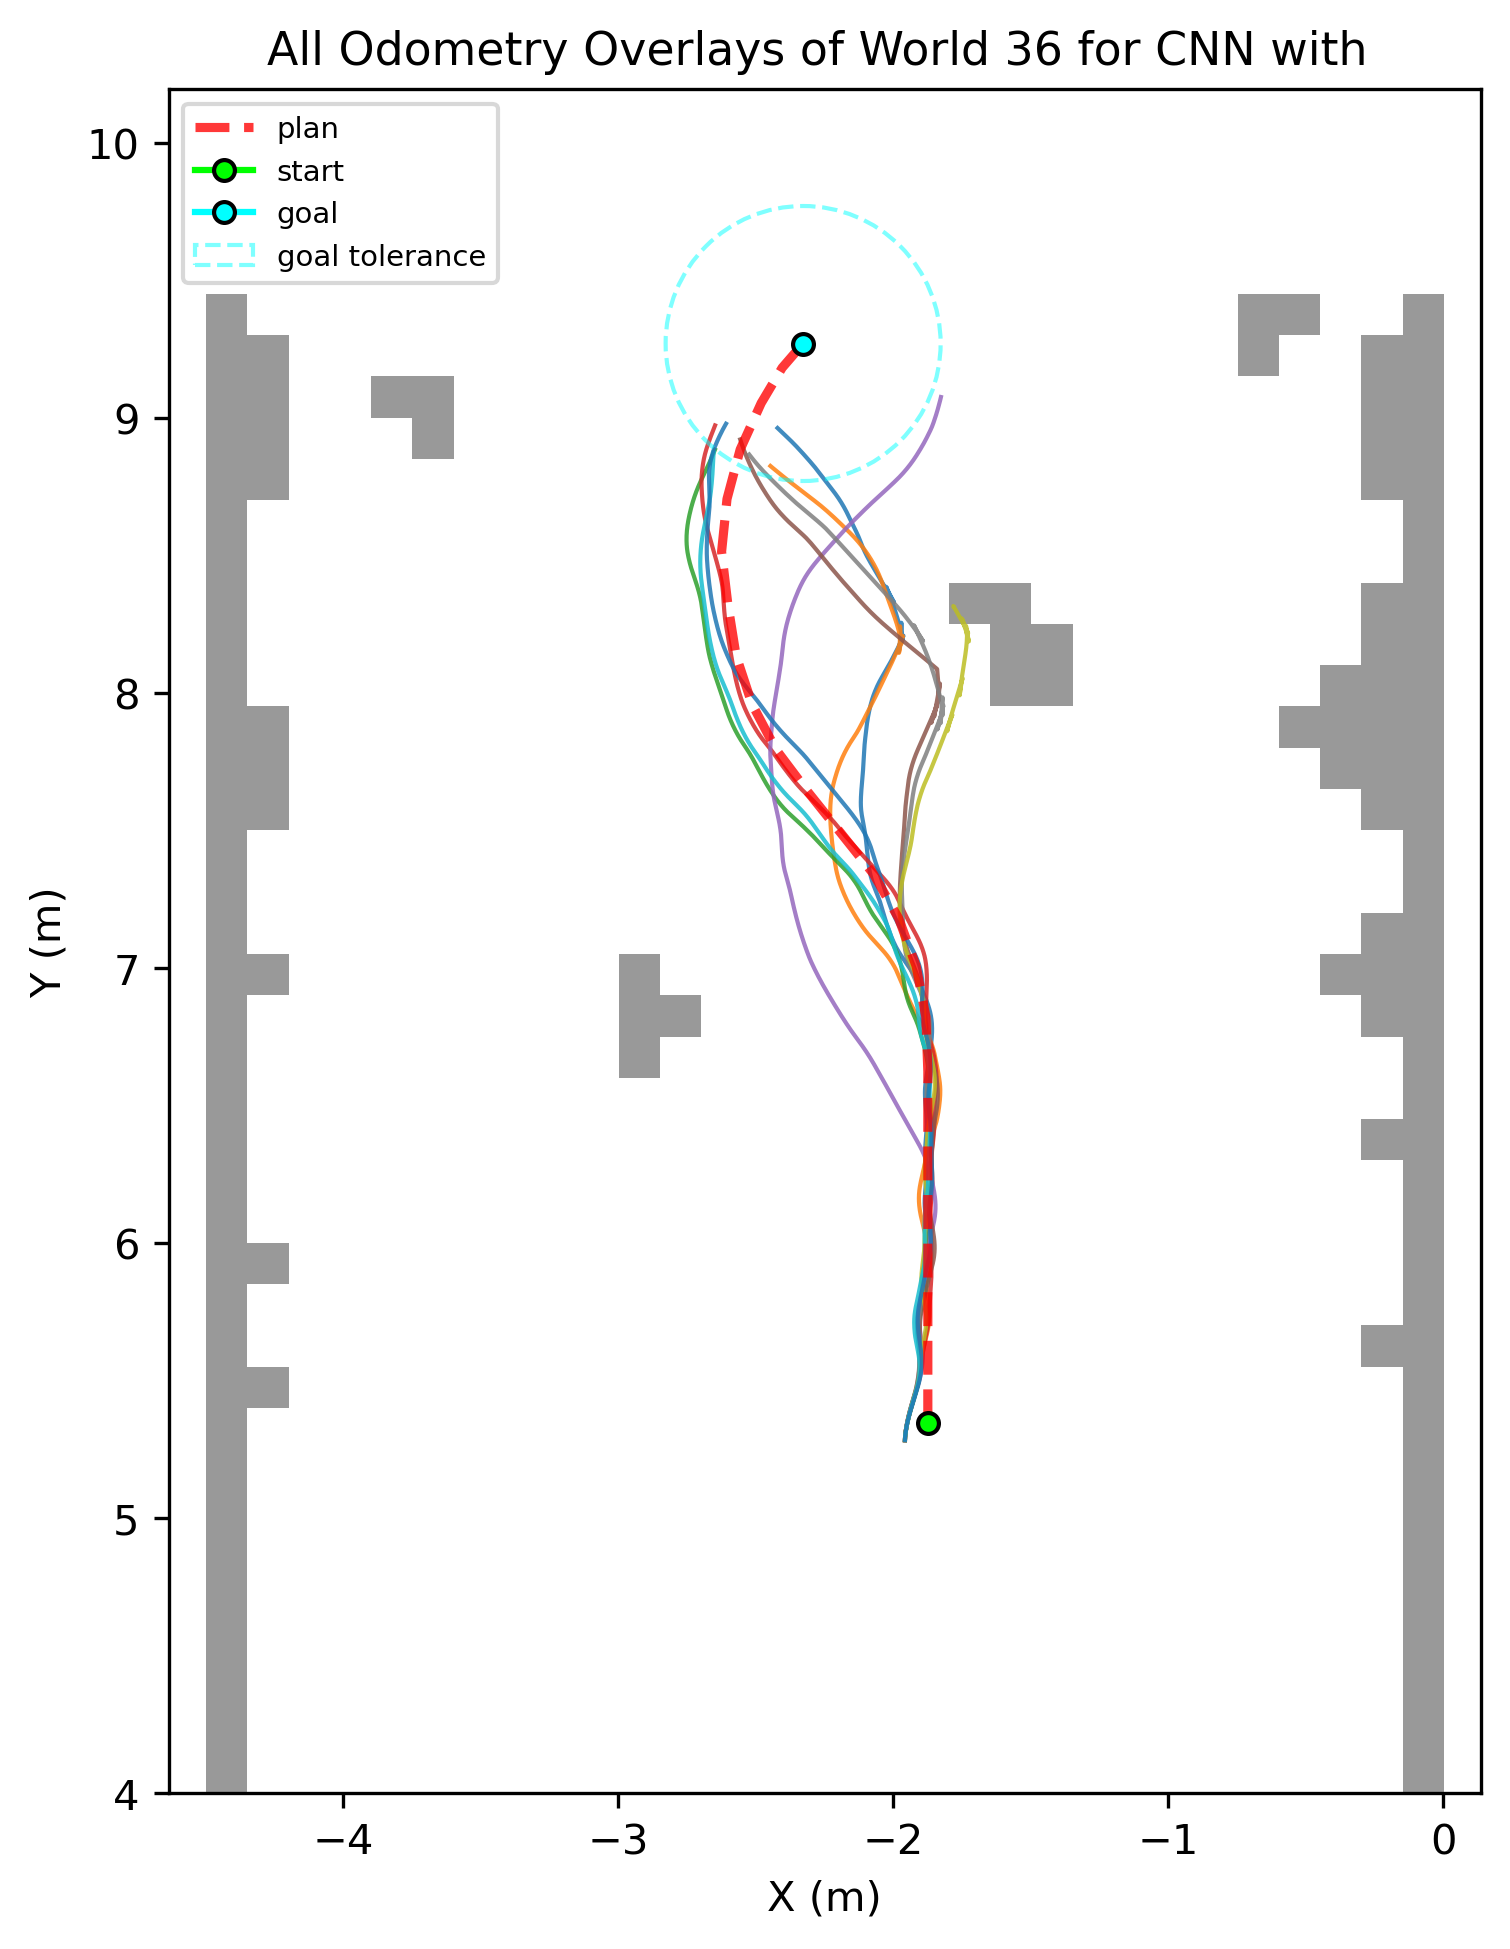 All Odometry Overlays of World 36 for CNN with
plan
start
goal
goal tolerance
10
9
8
7
6
5
4
Y (m)
−4
−3
−2
−1
0
X (m)